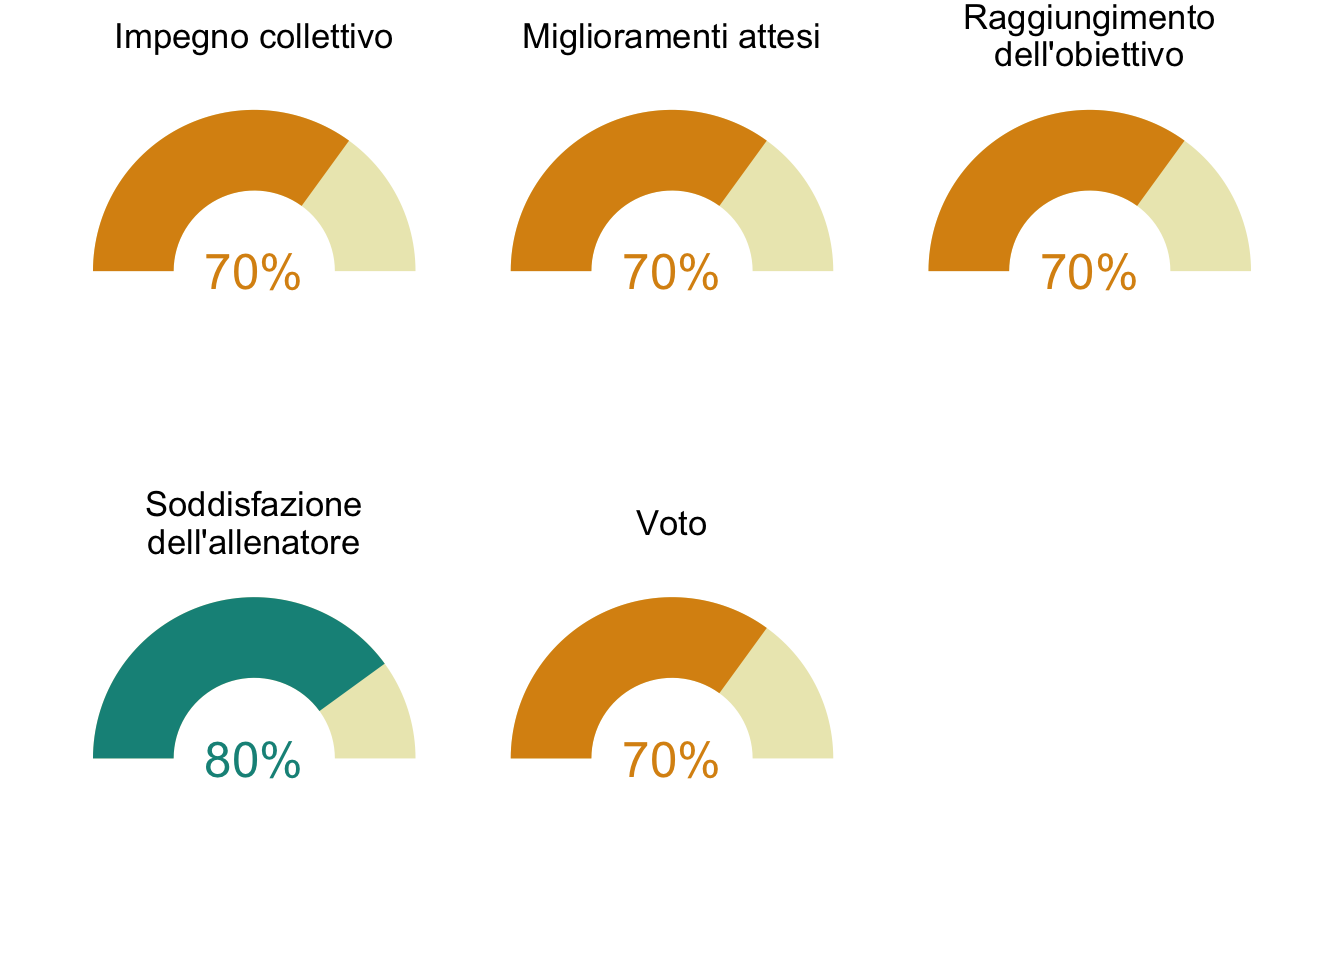 Impegno collettivo
Miglioramenti attesi
Raggiungimento
dell'obiettivo
70%
70%
70%
Soddisfazione
dell'allenatore
Voto
80%
70%